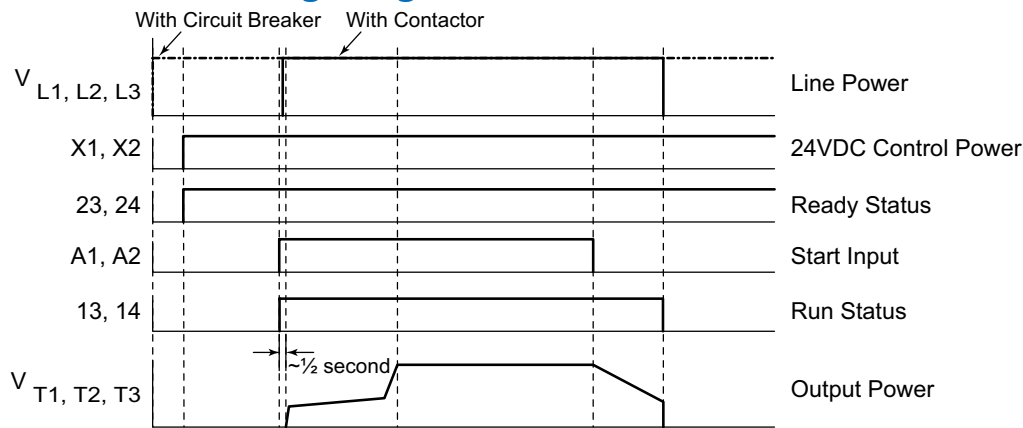 With Circuit Breaker With Contactor
V L1, L2, L3 Line Power
X1, X2 24VDC Control Power
23, 24 Ready Status
A1, A2 Start Input
13, 14 Run Status
~½ second
V T1, T2, T3 Output Power